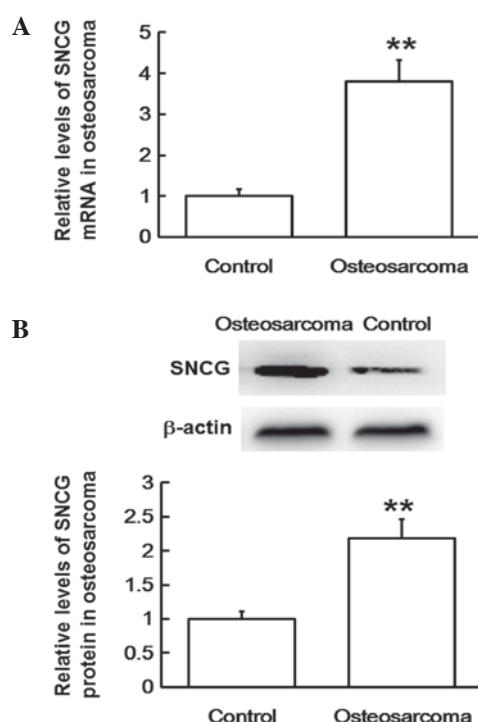 A
Relative levels of SNCG
mRNA in osteosarcoma
5
4
3
2
1
0
**
Control Osteosarcoma
B
Osteosarcoma Control
SNCG
β-actin
Relative levels of SNCG
protein in osteosarcoma
3
2.5
2
1.5
1
0.5
0
**
Control Osteosarcoma